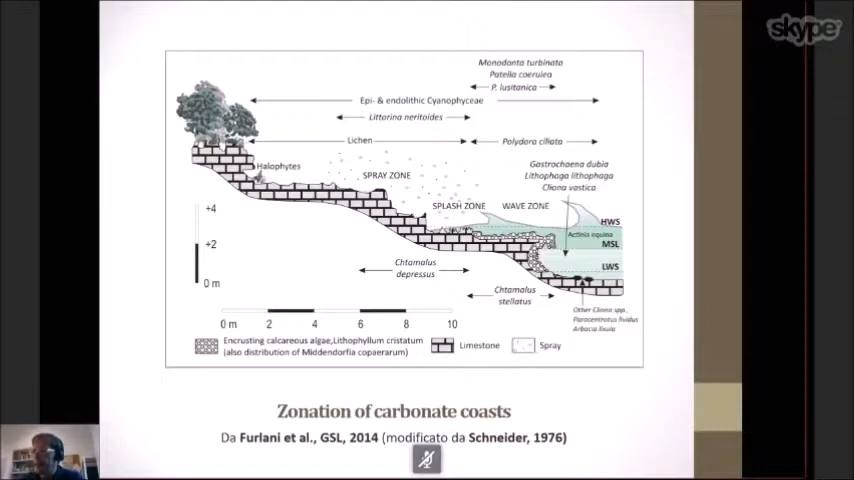 skype
Monodonta turbinata
Patella coerulea
P. lusitanica
Epi- & endolithic Cyanophyceae
Littorina neritoides
Lichen
Polydora ciliata
Gastrochaena dubia
Lithophaga lithophaga
Cliona vastica
Halophytes
SPRAY ZONE
SPLASH ZONE
WAVE ZONE
HWS
Actinia equina
MSL
LWS
+4
+2
0 m
Chtamalus
depressus
Chtamalus
stellatus
Other Cliona spp.,
Paracentrotus lividus
Arbacia lixula
0 m 2 4 6 8 10
Encrusting calcareous algae,Lithophyllum cristatum
(also distribution of Middendorfia copaerarum)
Limestone
Spray
Zonation of carbonate coasts
Da Furlani et al., GSL, 2014 (modificato da Schneider, 1976)